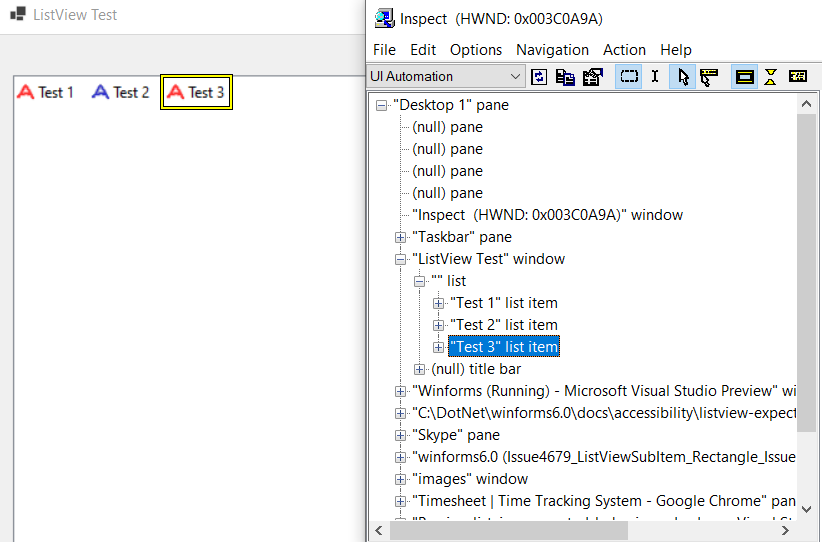 ListView Test
Test 1 Test 2 Test 3
Inspect (HWND: 0x003C0A9A)
File Edit Options Navigation Action Help
UI Automation
"Desktop 1" pane
(null) pane
(null) pane
(null) pane
(null) pane
"Inspect (HWND: 0x003C0A9A)" window
"Taskbar" pane
"ListView Test" window
"" list
"Test 1" list item
"Test 2" list item
"Test 3" list item
(null) title bar
"Winforms (Running) - Microsoft Visual Studio Preview" wi
"C:\DotNet\winforms6.0\docs\accessibility\listview-expect
"Skype" pane
"winforms6.0 (Issue4679_ListViewSubItem_Rectangle_Issue
"images" window
"Timesheet | Time Tracking System - Google Chrome" pan